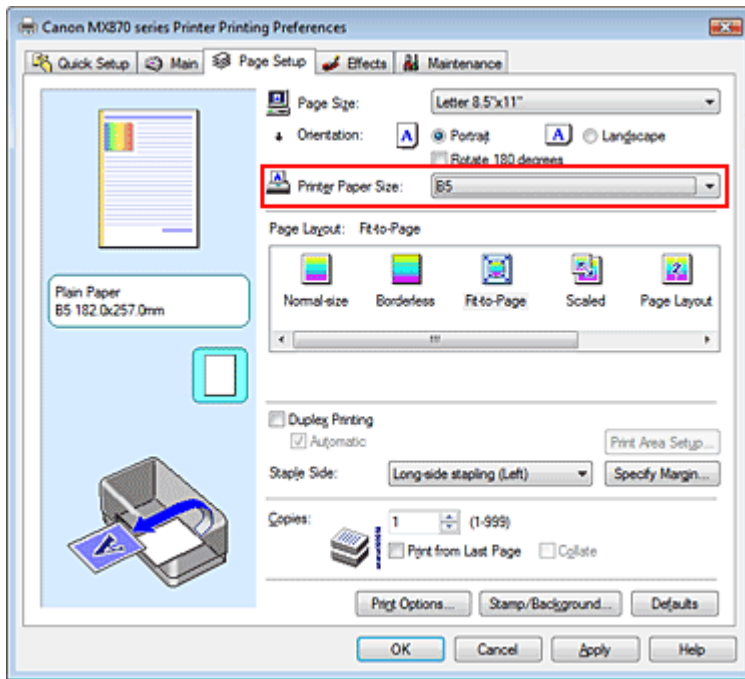 Canon MX870 series Printer Printing Preferences
Quick Setup Main Page Setup Effects Maintenance
Page Size: Letter 8.5"x11"
Orientation: A Portrait A Landscape
Rotate 180 degrees
Printer Paper Size: B5
Page Layout: Fit-to-Page
Normal-size Borderless Fit-to-Page Scaled Page Layout
Plain Paper
B5 182.0x257.0mm
Duplex Printing
Automatic Print Area Setup...
Staple Side: Long-side stapling (Left) Specify Margin...
Copies: 1 (1-999)
Print from Last Page Collate
Print Options... Stamp/Background... Defaults
OK Cancel Apply Help